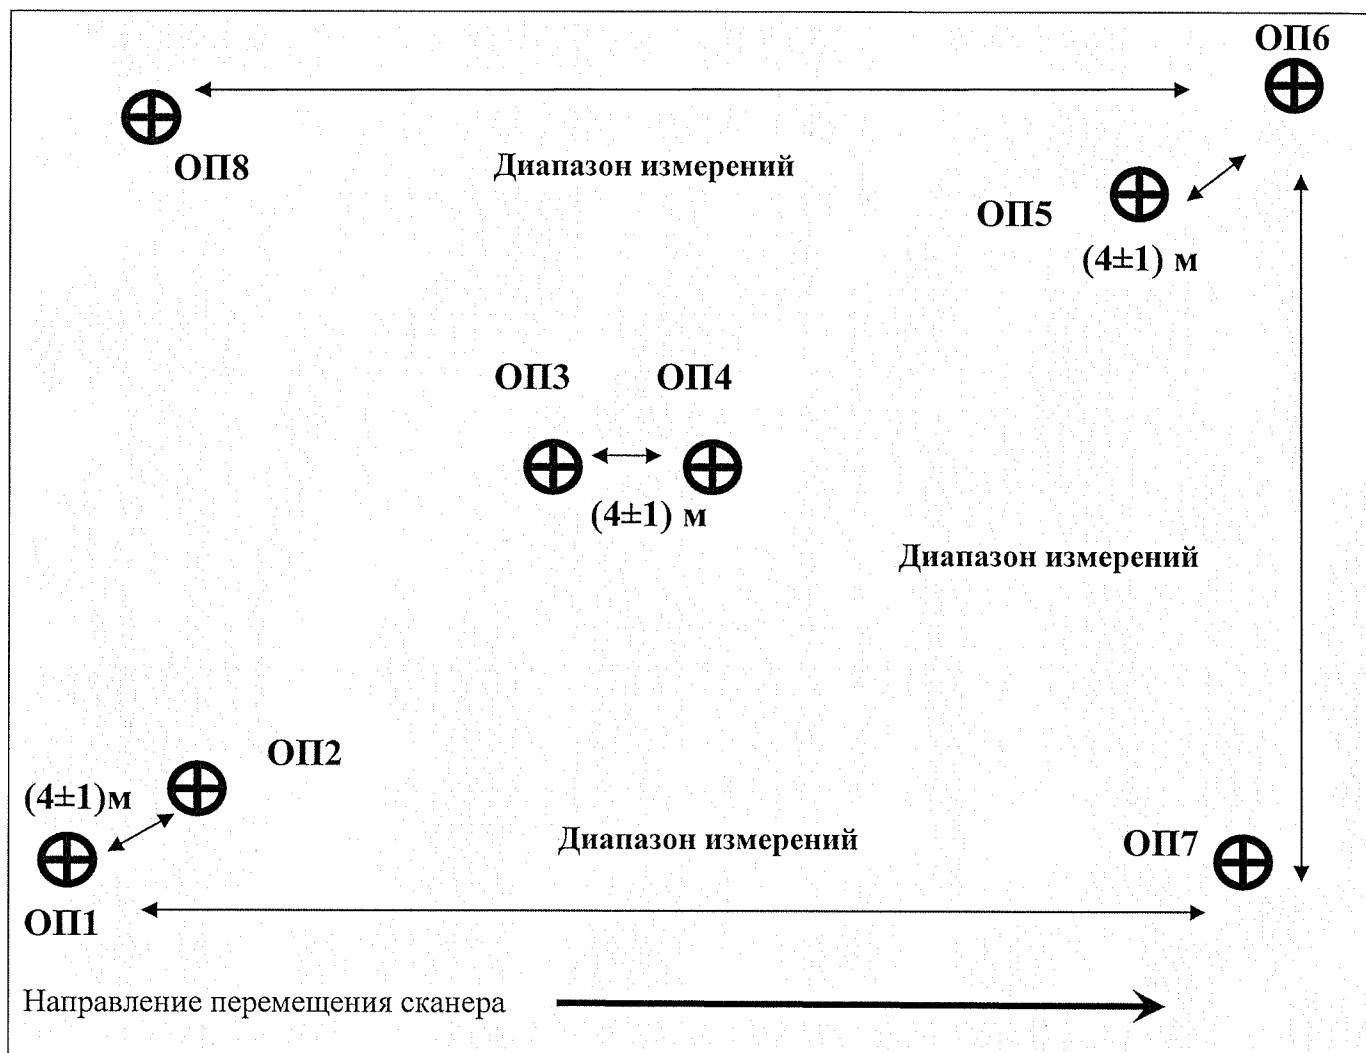 ОП6
ОП8
Диапазон измерений
ОП5
(4±1) м
ОП3
ОП4
(4±1) м
Диапазон измерений
ОП2
(4±1)м
Диапазон измерений
ОП7
ОП1
Направление перемещения сканера